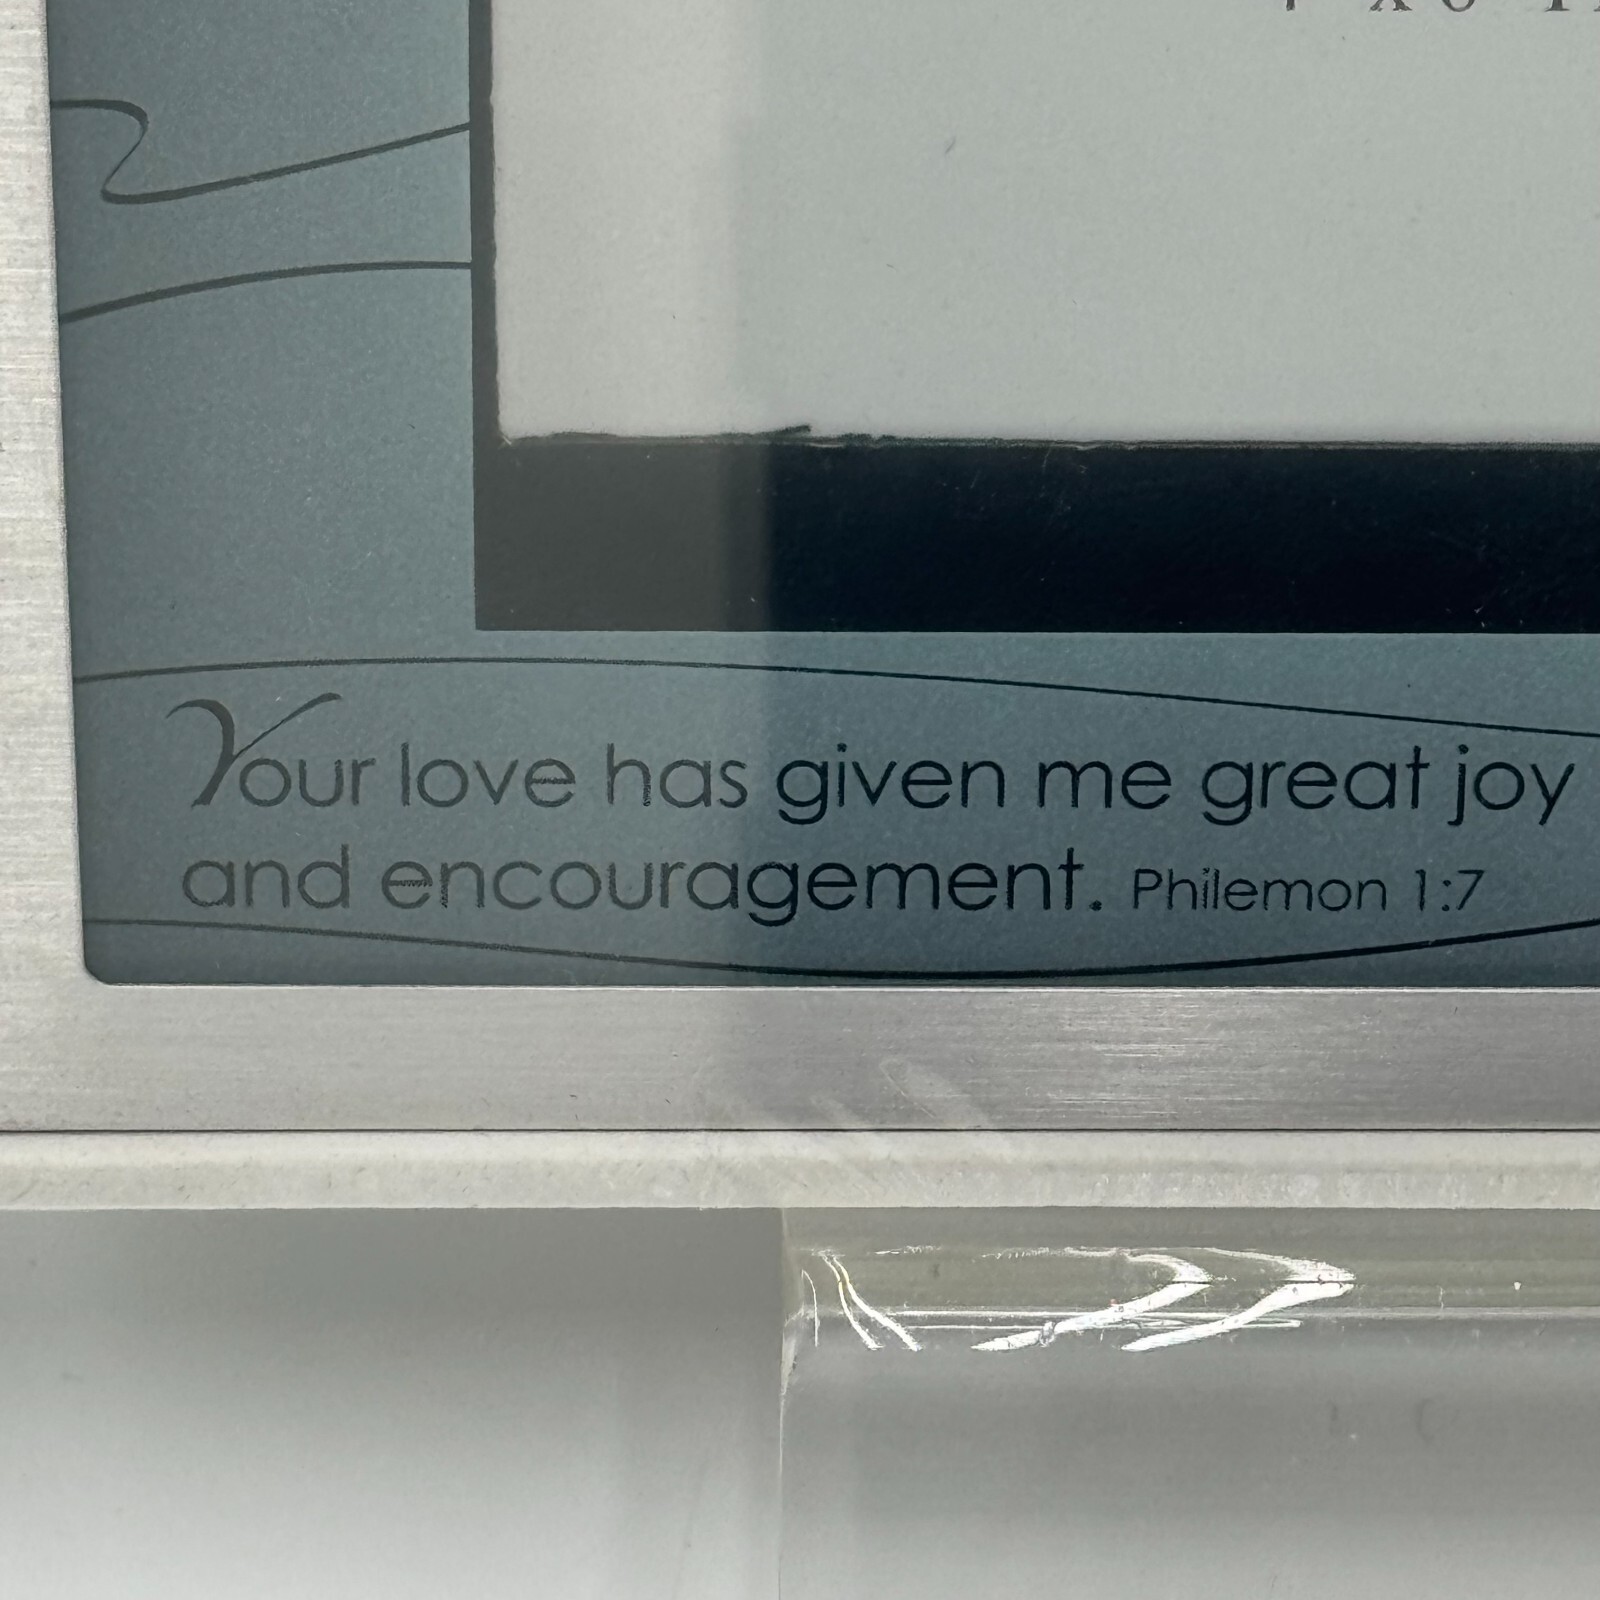 Your love has given me great joy
and encouragement. Philemon 1:7